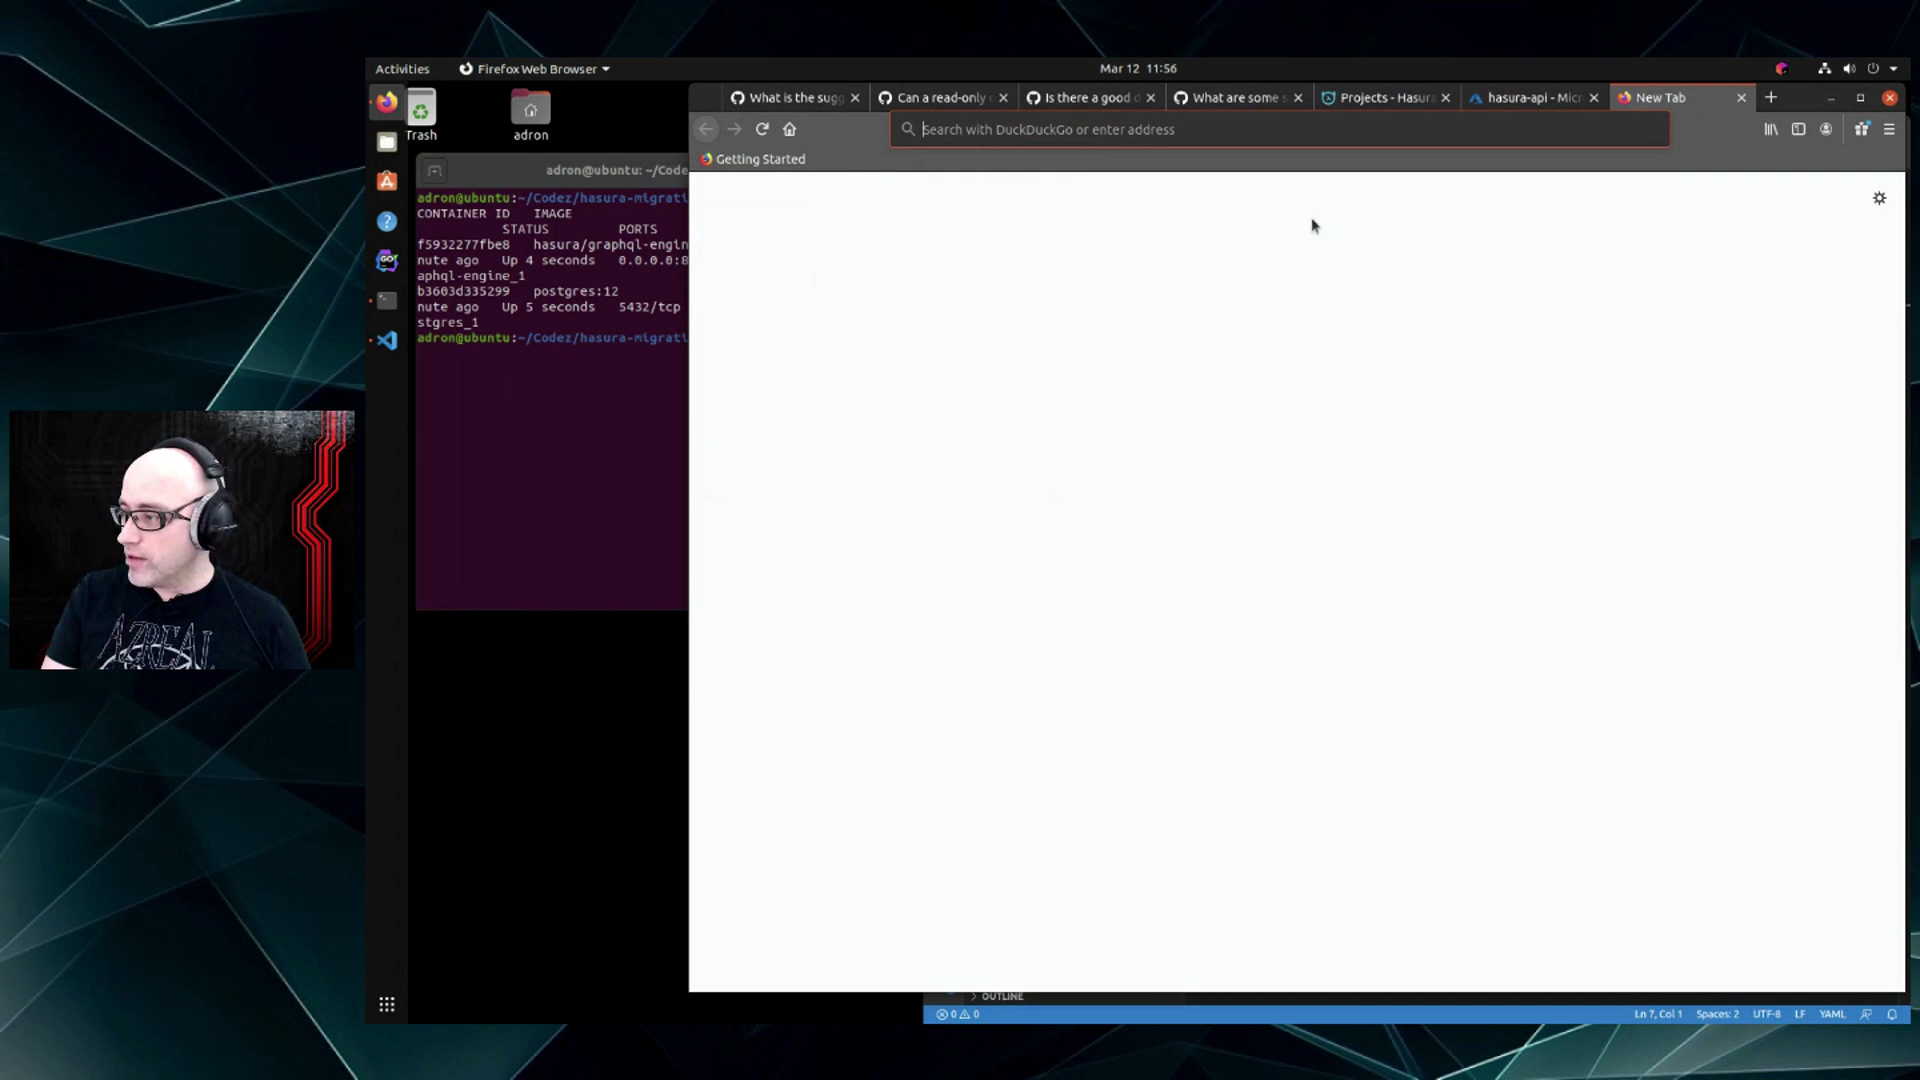 Activities
Firefox Web Browser
Mar 12 11:56
Trash
adron
What is the sugg
Can a read-only
Is there a good d
What are some s
Projects - Hasura
hasura-api - Micr
New Tab
Search with DuckDuckGo or enter address
Getting Started
adron@ubuntu: ~/Code
adron@ubuntu:~/Codez/hasura-migrati
CONTAINER ID IMAGE
STATUS PORTS
f5932277fbe8 hasura/graphql-engin
nute ago Up 4 seconds 0.0.0.0:8
aphql-engine_1
b3603d335299 postgres:12
nute ago Up 5 seconds 5432/tcp
stgres_1
adron@ubuntu:~/Codez/hasura-migrati
AZREAL
OUTLINE
0 0
Ln 7, Col 1 Spaces: 2 UTF-8 LF YAML